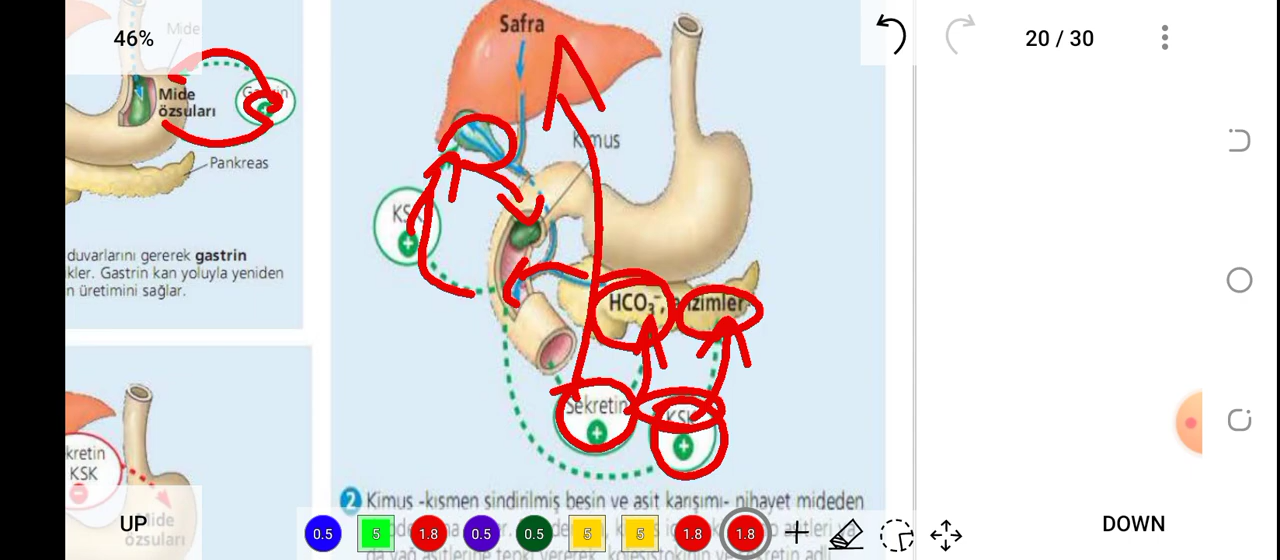 46%
Mide
Mide
özsuları
Pankreas
duvarlarını gererek gastrin
kler. Gastrin kan yoluyla yeniden
n üretimini sağlar.
kretin
KSK
UP
Mide
özsuları
Safra
Kimus
HCO₃⁻, enzimler
Sekretin
KSK
2 Kimus -kısmen sindirilmiş besin ve asit karışımı- nihayet mideden
0.5 5 1.8 0.5 0.5 5 5 1.8 1.8
20 / 30
DOWN